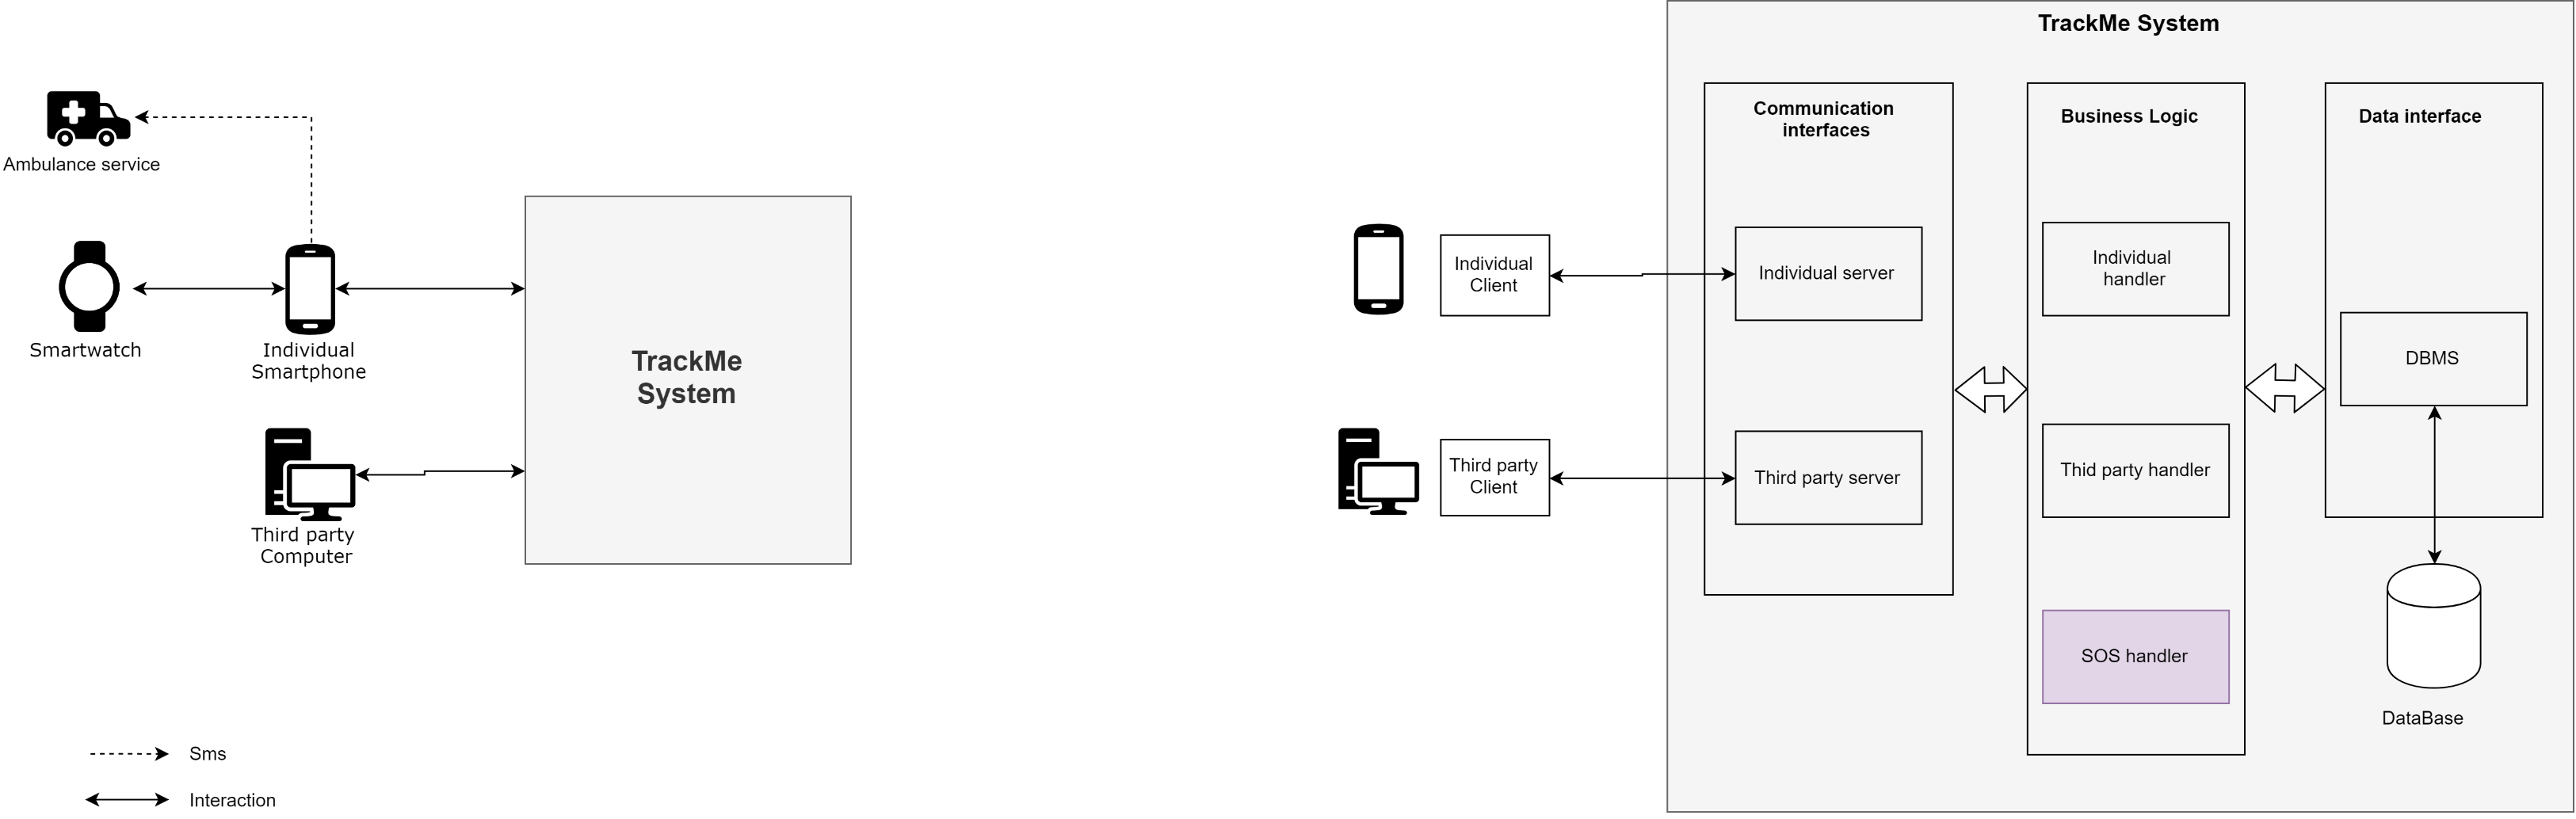 Ambulance service
Smartwatch
Individual
Smartphone
Third party
Computer
TrackMe
System
Sms
Interaction
TrackMe System
Communication
interfaces
Business Logic
Data interface
Individual
Client
Individual server
Individual
handler
DBMS
Third party
Client
Third party server
Thid party handler
SOS handler
DataBase